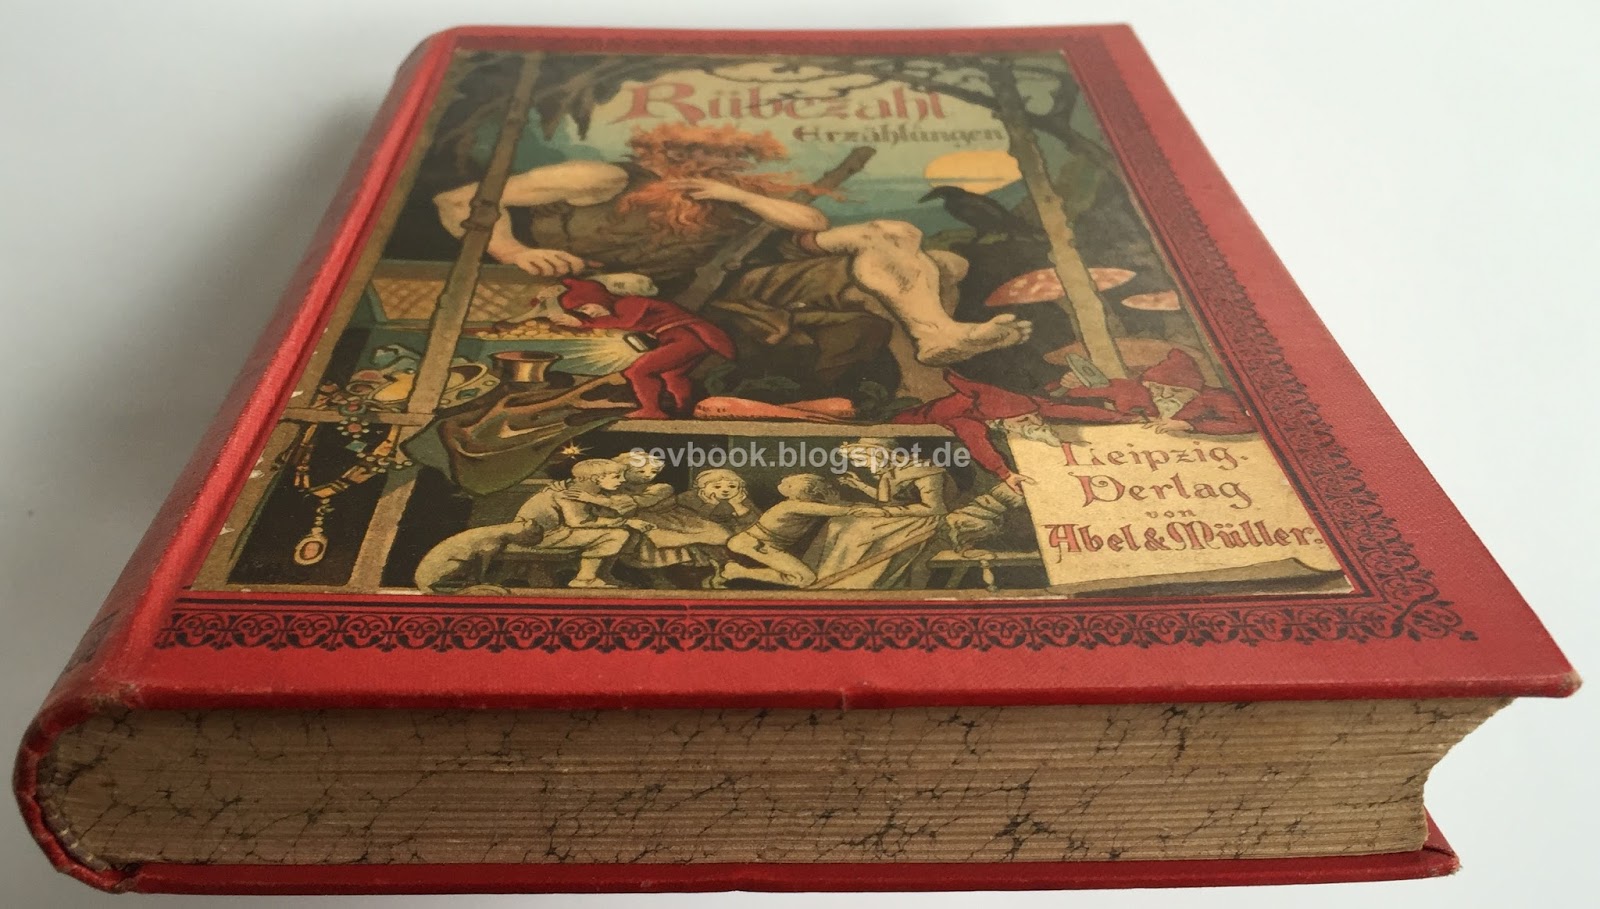 Rübezahl
Erzählungen
sevbook.blogspot.de
Leipzig.
Verlag
von
Abel & Müller.